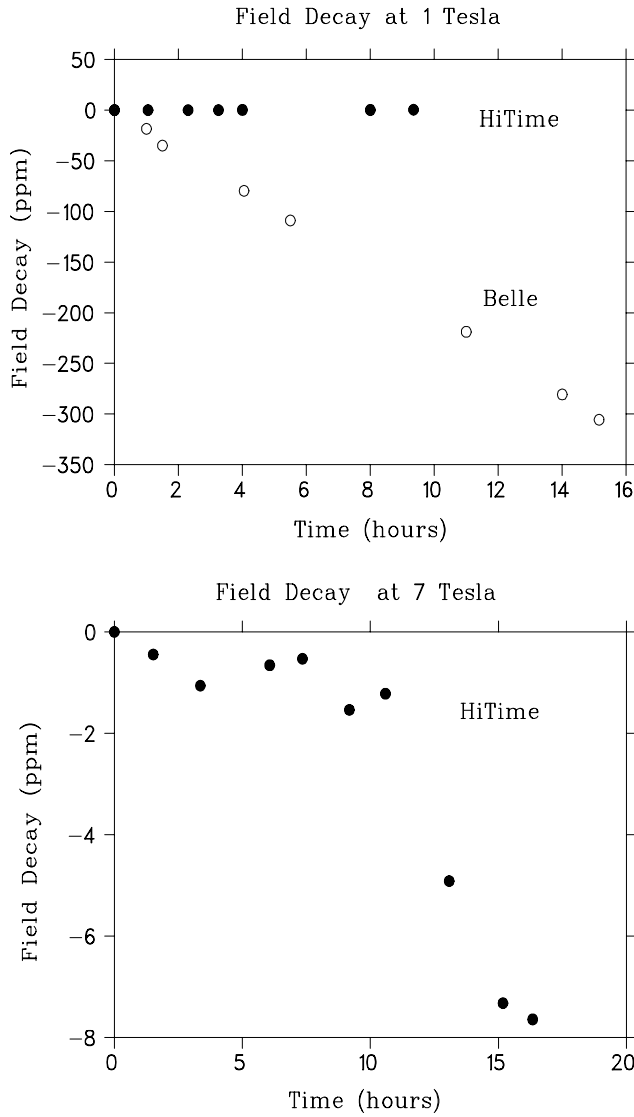 Field Decay at 1 Tesla
50
0
−50
−100
−150
−200
−250
−300
−350
Field Decay (ppm)
HiTime
Belle
0 2 4 6 8 10 12 14 16
Time (hours)
Field Decay at 7 Tesla
0
−2
−4
−6
−8
Field Decay (ppm)
HiTime
0 5 10 15 20
Time (hours)